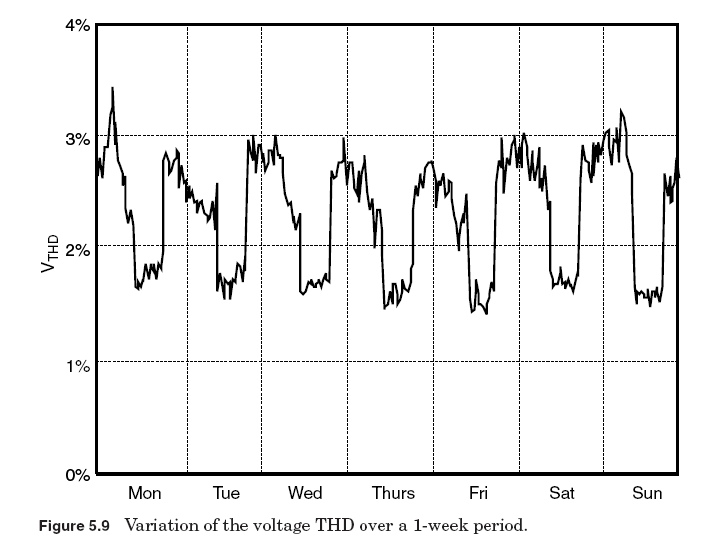 4%
3%
2%
1%
0%
V_THD
Mon Tue Wed Thurs Fri Sat Sun
Figure 5.9 Variation of the voltage THD over a 1-week period.